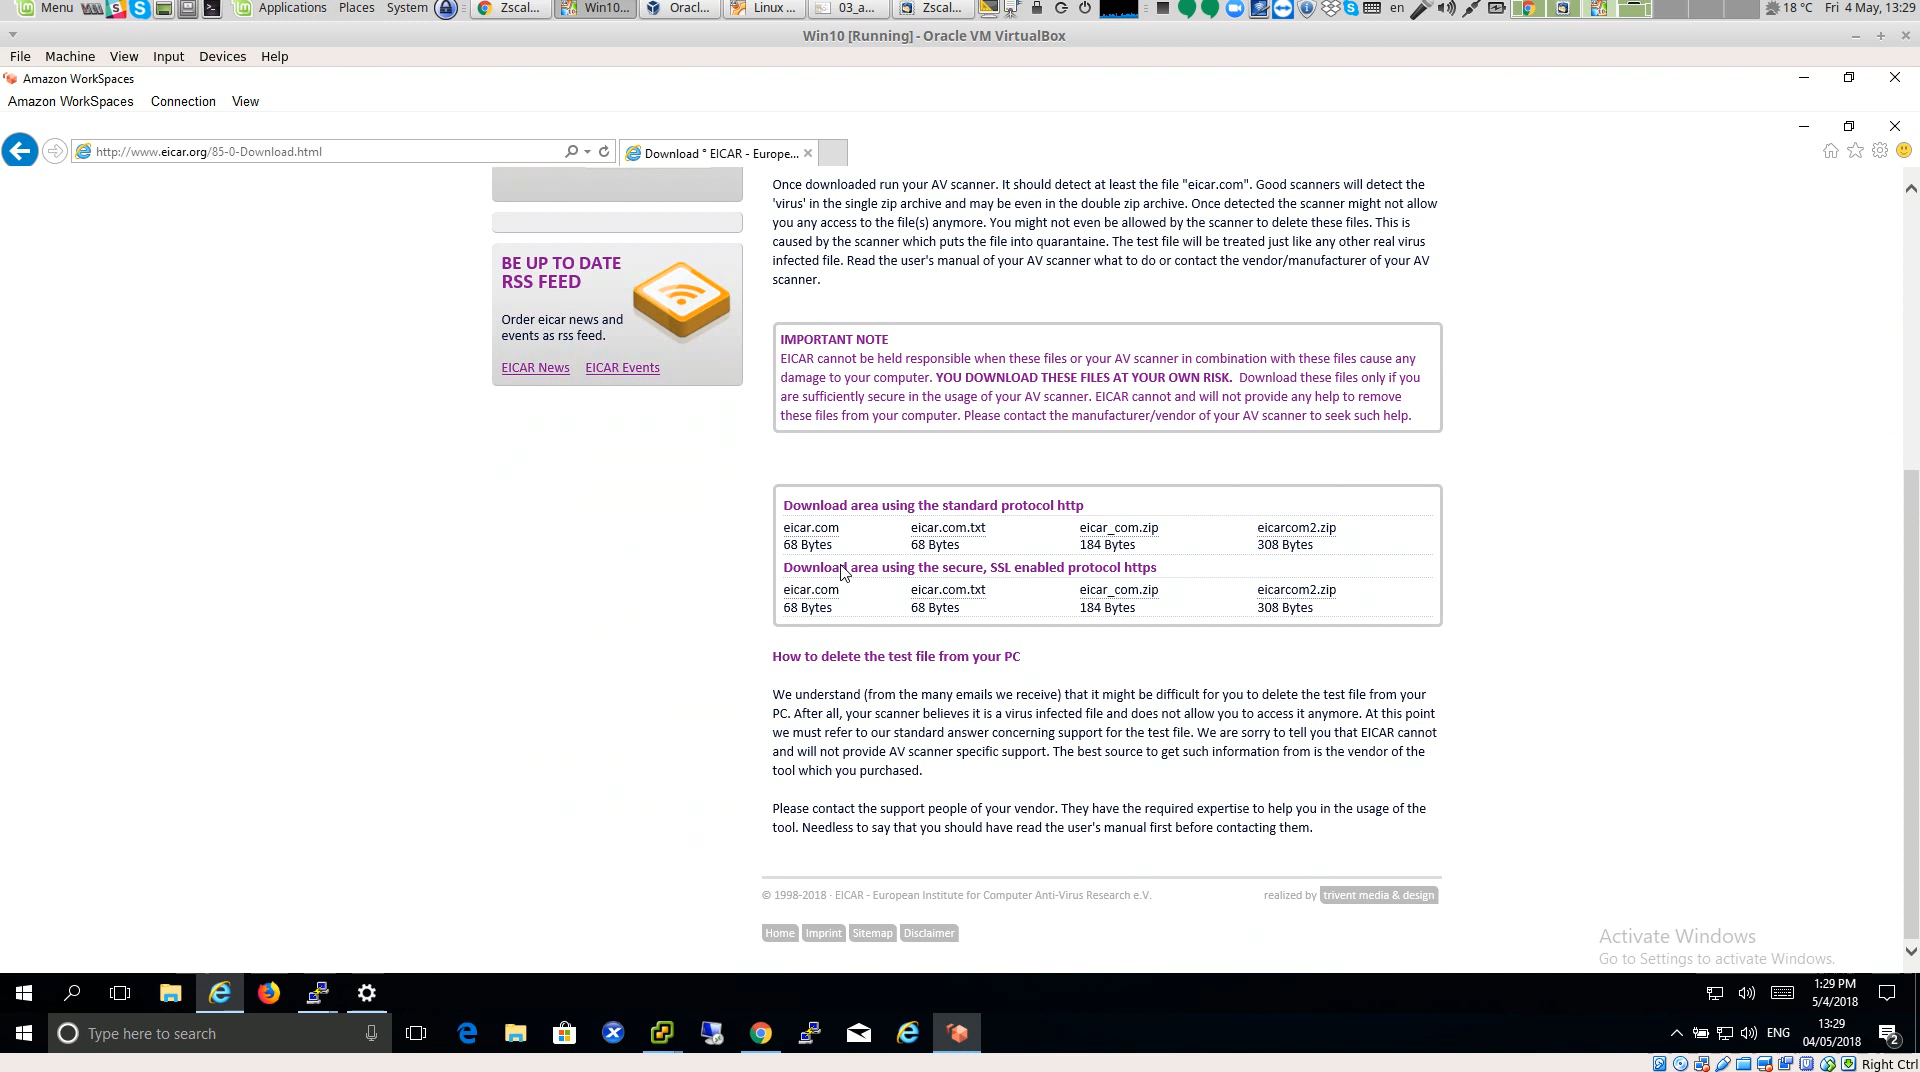 Menu Applications Places System Zscal... Win10... Oracl... Linux ... 03_a... Zscal... en 18 °C Fri 4 May, 13:29
Win10 [Running] - Oracle VM VirtualBox
File Machine View Input Devices Help
Amazon WorkSpaces
Amazon WorkSpaces Connection View
http://www.eicar.org/85-0-Download.html Download ° EICAR - Europe...
Once downloaded run your AV scanner. It should detect at least the file "eicar.com". Good scanners will detect the
'virus' in the single zip archive and may be even in the double zip archive. Once detected the scanner might not allow
you any access to the file(s) anymore. You might not even be allowed by the scanner to delete these files. This is
caused by the scanner which puts the file into quarantaine. The test file will be treated just like any other real virus
infected file. Read the user's manual of your AV scanner what to do or contact the vendor/manufacturer of your AV
scanner.
BE UP TO DATE
RSS FEED
Order eicar news and
events as rss feed.
EICAR News EICAR Events
IMPORTANT NOTE
EICAR cannot be held responsible when these files or your AV scanner in combination with these files cause any
damage to your computer. YOU DOWNLOAD THESE FILES AT YOUR OWN RISK. Download these files only if you
are sufficiently secure in the usage of your AV scanner. EICAR cannot and will not provide any help to remove
these files from your computer. Please contact the manufacturer/vendor of your AV scanner to seek such help.
Download area using the standard protocol http
eicar.com eicar.com.txt eicar_com.zip eicarcom2.zip
68 Bytes 68 Bytes 184 Bytes 308 Bytes
Download area using the secure, SSL enabled protocol https
eicar.com eicar.com.txt eicar_com.zip eicarcom2.zip
68 Bytes 68 Bytes 184 Bytes 308 Bytes
How to delete the test file from your PC
We understand (from the many emails we receive) that it might be difficult for you to delete the test file from your
PC. After all, your scanner believes it is a virus infected file and does not allow you to access it anymore. At this point
we must refer to our standard answer concerning support for the test file. We are sorry to tell you that EICAR cannot
and will not provide AV scanner specific support. The best source to get such information from is the vendor of the
tool which you purchased.
Please contact the support people of your vendor. They have the required expertise to help you in the usage of the
tool. Needless to say that you should have read the user's manual first before contacting them.
© 1998-2018 · EICAR - European Institute for Computer Anti-Virus Research e.V. realized by trivent media & design
Home Imprint Sitemap Disclaimer
Activate Windows
Go to Settings to activate Windows.
1:29 PM
5/4/2018
Type here to search
ENG
13:29
04/05/2018
2
Right Ctrl